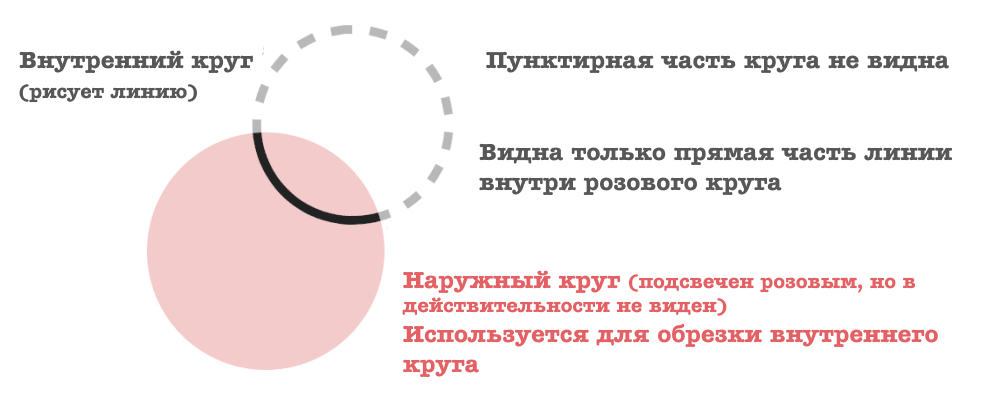 Внутренний круг
(рисует линию)
Пунктирная часть круга не видна
Видна только прямая часть линии
внутри розового круга
Наружный круг (подсвечен розовым, но в
действительности не виден)
Используется для обрезки внутреннего
круга